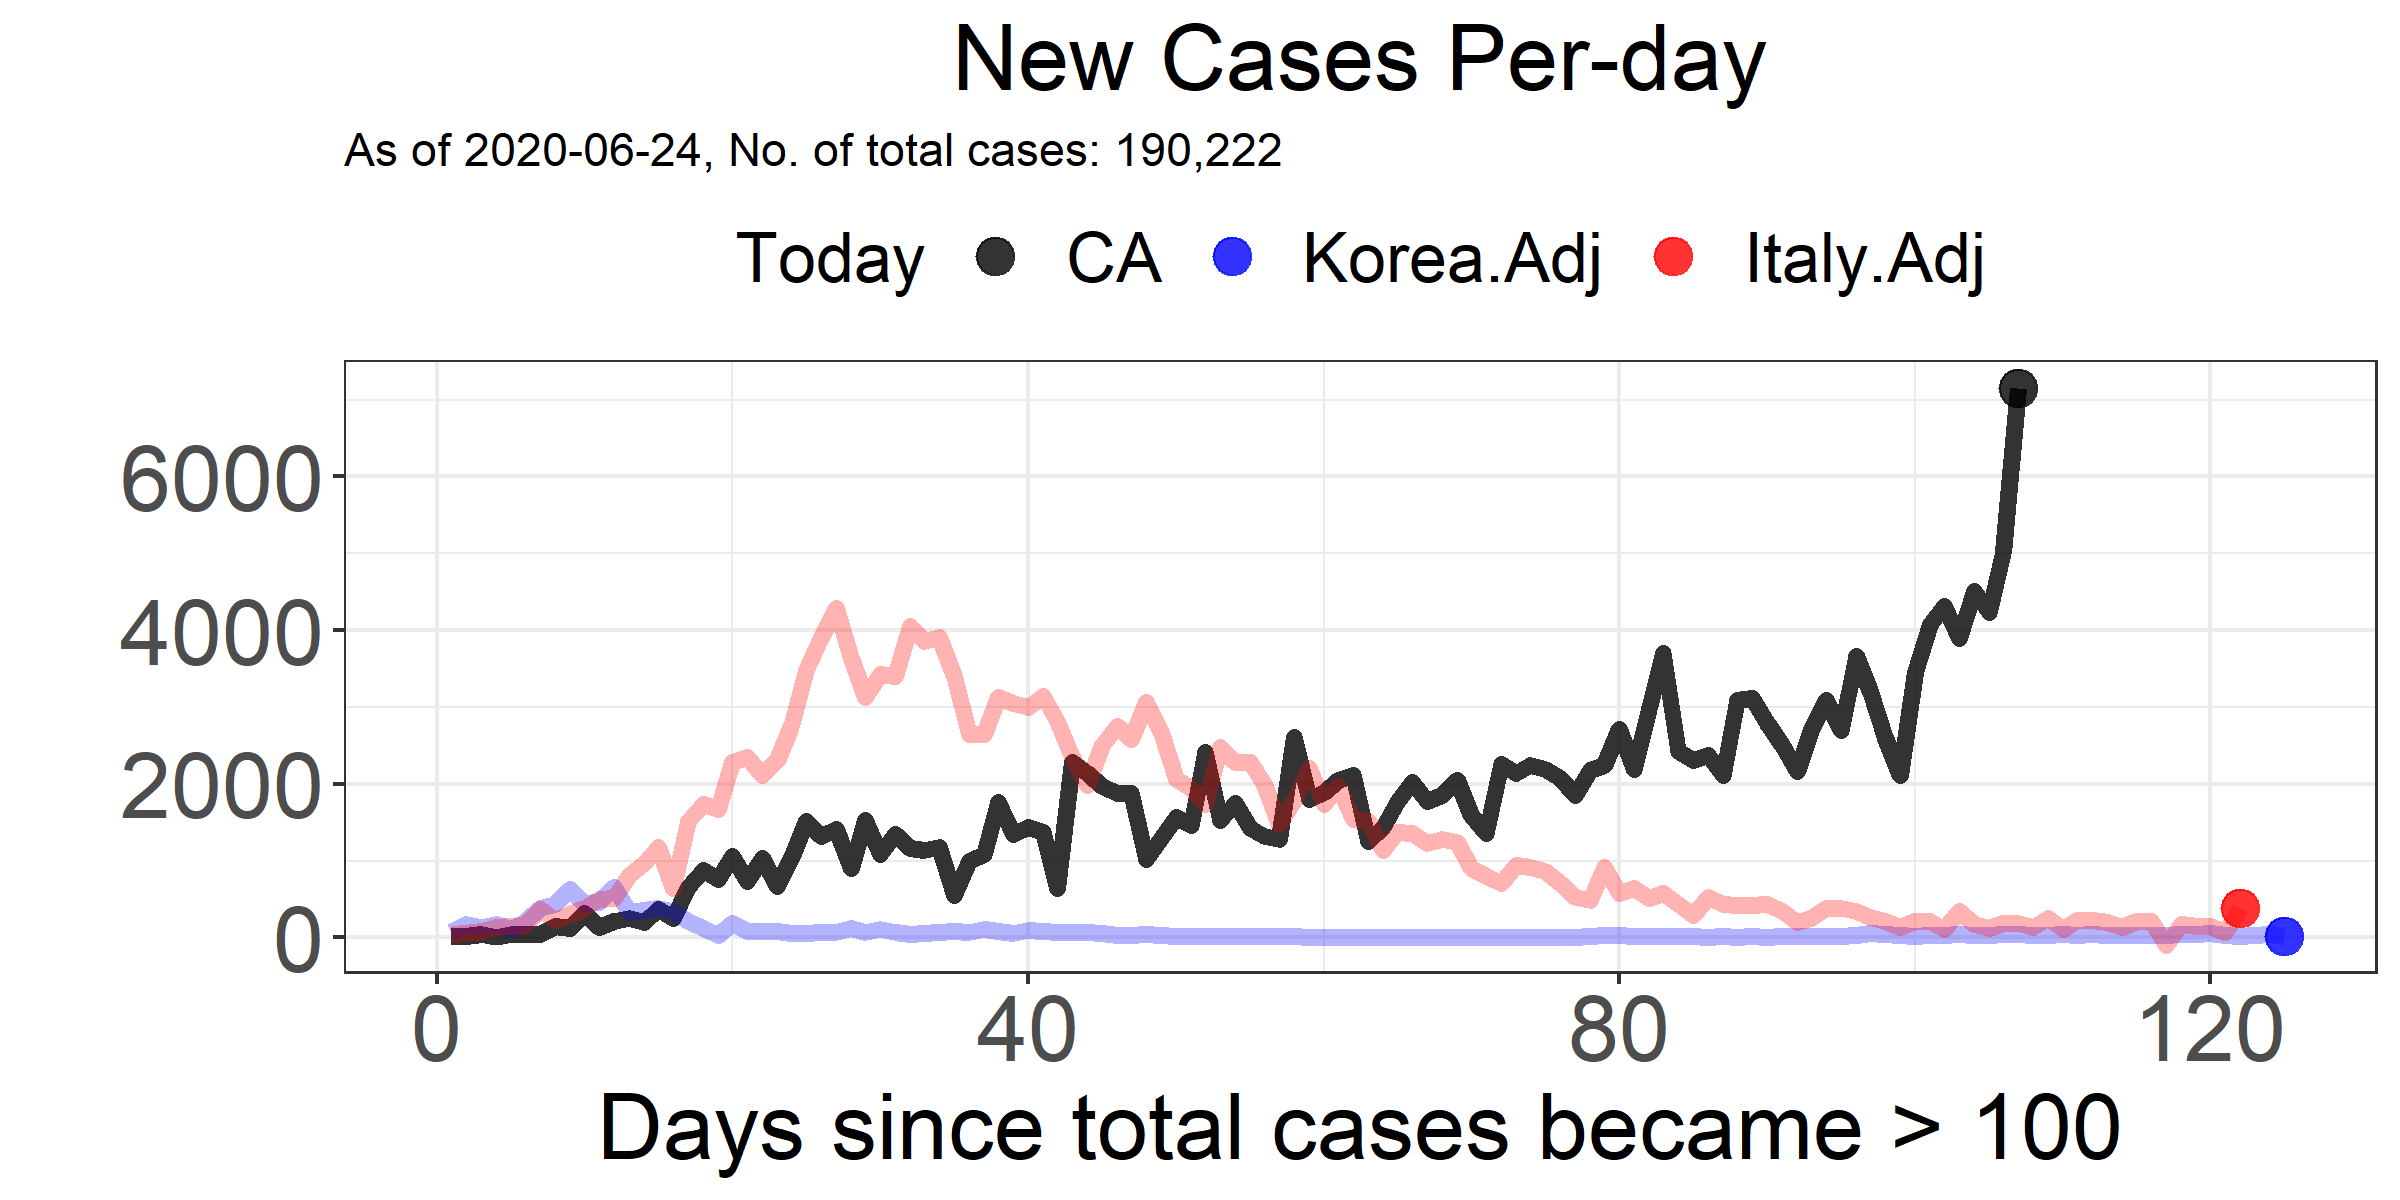 New Cases Per-day
As of 2020-06-24, No. of total cases: 190,222
Today CA Korea.Adj Italy.Adj
6000
4000
2000
0
0 40 80 120
Days since total cases became > 100